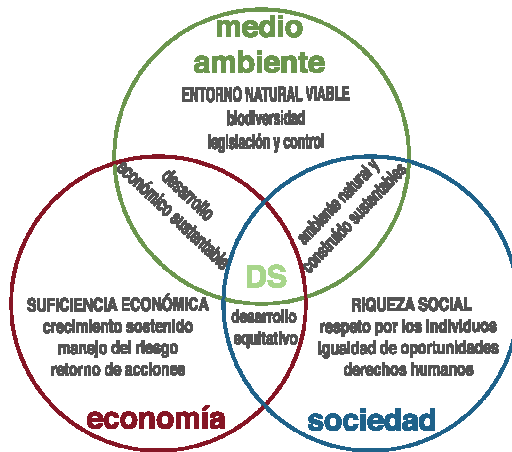 medio
ambiente
ENTORNO NATURAL VIABLE
biodiversidad
legislación y control
desarrollo
económico sustentable
ambiente natural y
construido sustentables
DS
desarrollo
equitativo
SUFICIENCIA ECONÓMICA
crecimiento sostenido
manejo del riesgo
retorno de acciones
economía
RIQUEZA SOCIAL
respeto por los individuos
igualdad de oportunidades
derechos humanos
sociedad